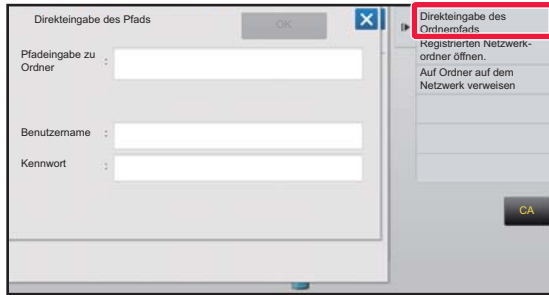 Direkteingabe des Pfads
OK
Pfadeingabe zu
Ordner :
Benutzername :
Kennwort :
Direkteingabe des
Ordnerpfads
Registrierten Netzwerk-
ordner öffnen.
Auf Ordner auf dem
Netzwerk verweisen
CA